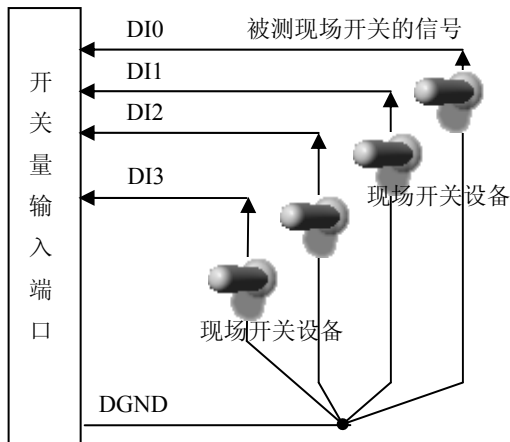 DI0 被测现场开关的信号
DI1
DI2
DI3
开关量输入端口
现场开关设备
现场开关设备
DGND